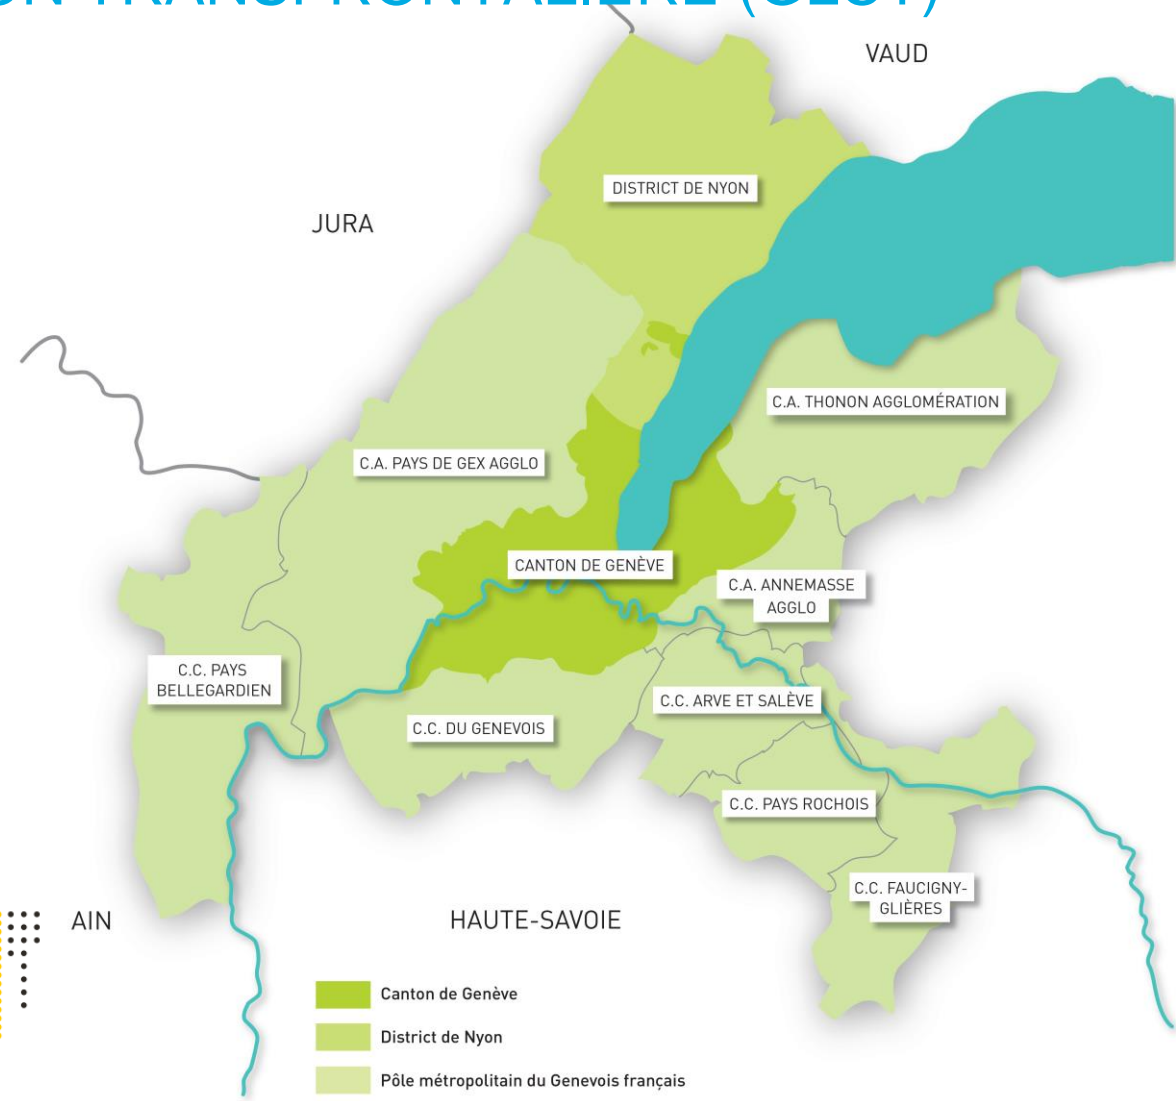 VAUD
DISTRICT DE NYON
JURA
C.A. THONON AGGLOMÉRATION
C.A. PAYS DE GEX AGGLO
CANTON DE GENÈVE
C.A. ANNEMASSE
AGGLO
C.C. PAYS
BELLEGARDIEN
C.C. ARVE ET SALÈVE
C.C. DU GENEVOIS
C.C. PAYS ROCHOIS
C.C. FAUCIGNY-
GLIÈRES
AIN
HAUTE-SAVOIE
Canton de Genève
District de Nyon
Pôle métropolitain du Genevois français